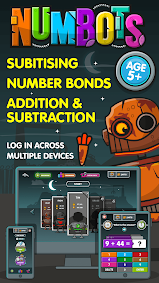 NUMBOTS
SUBITISING
NUMBER BONDS
ADDITION &
SUBTRACTION
AGE
5+
LOG IN ACROSS
MULTIPLE DEVICES
9 + 44 =